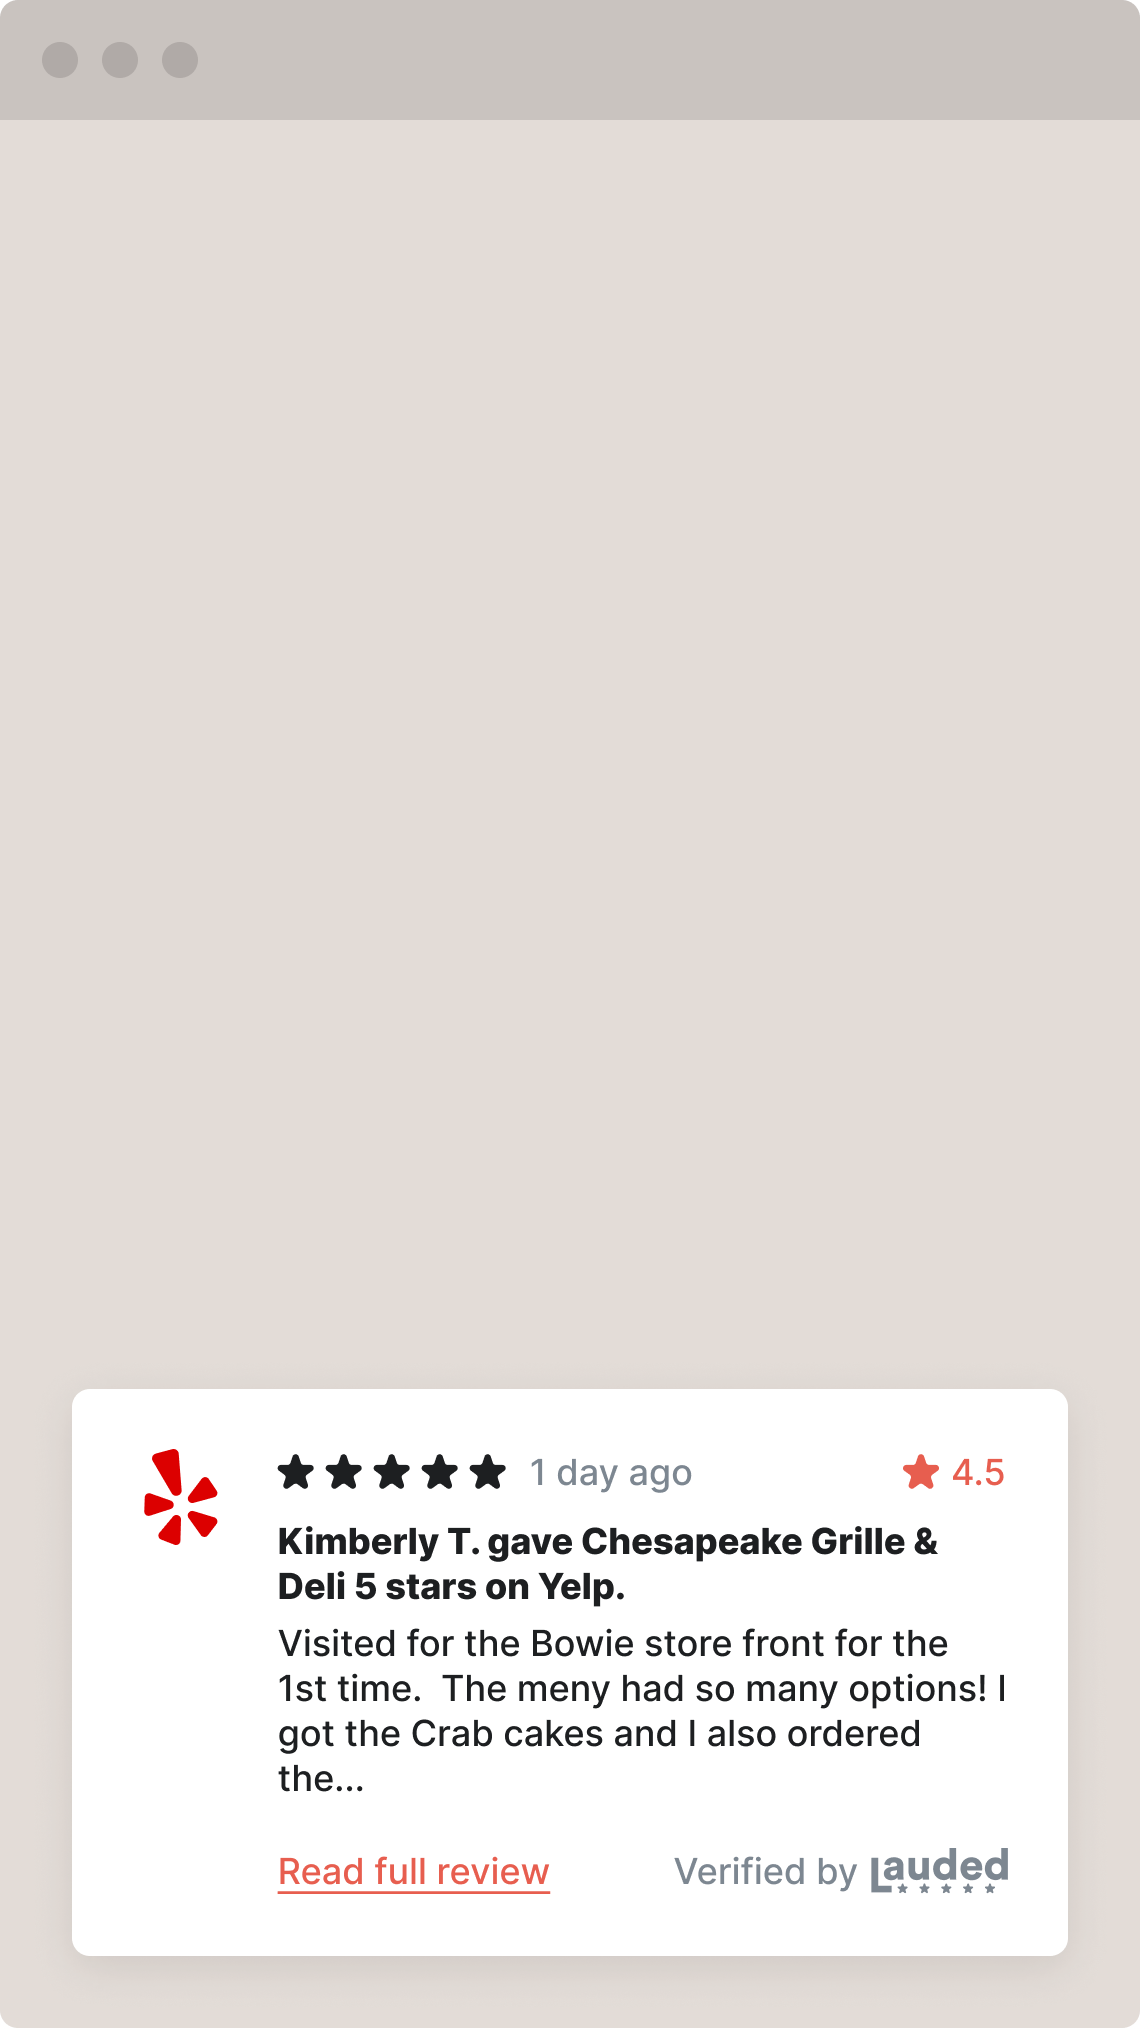 1 day ago
4.5
Kimberly T. gave Chesapeake Grille &
Deli 5 stars on Yelp.
Visited for the Bowie store front for the
1st time.  The meny had so many options! I
got the Crab cakes and I also ordered
the...
Read full review
Verified by Lauded